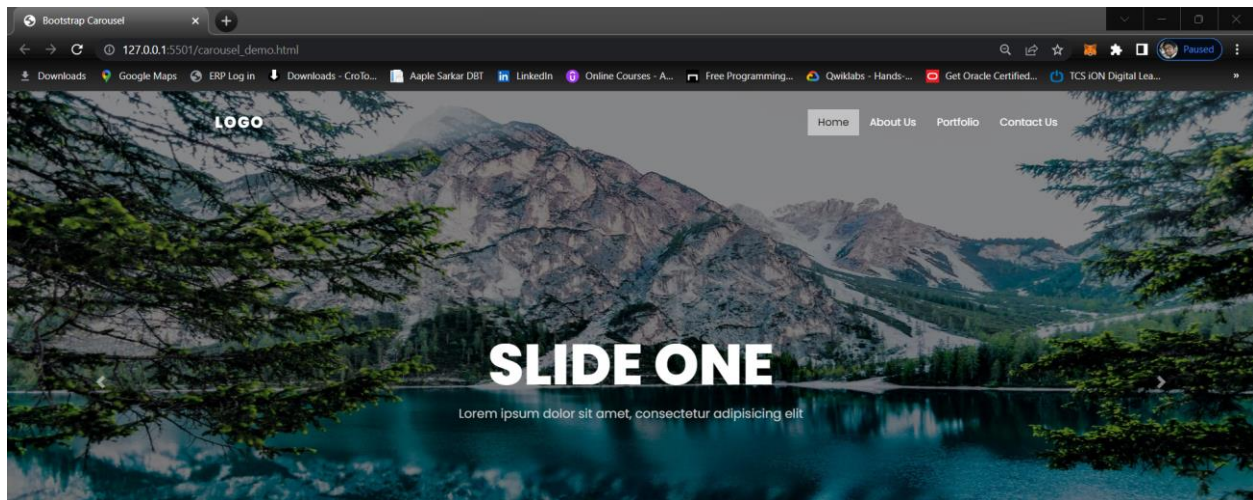 Bootstrap Carousel
127.0.0.1:5501/carousel_demo.html
Paused
Downloads Google Maps ERP Log in Downloads - CroTo... Aaple Sarkar DBT LinkedIn Online Courses - A... Free Programming... Qwiklabs - Hands-... Get Oracle Certified... TCS iON Digital Lea... »
LOGO Home About Us Portfolio Contact Us
SLIDE ONE
Lorem ipsum dolor sit amet, consectetur adipisicing elit